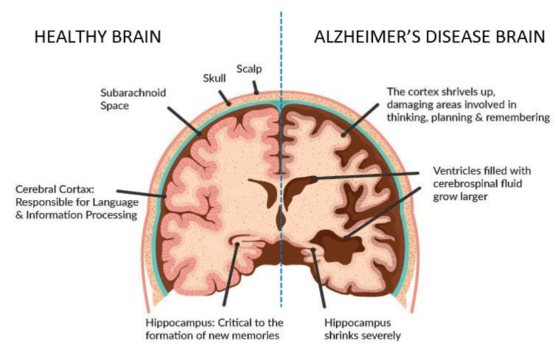 HEALTHY BRAIN
ALZHEIMER'S DISEASE BRAIN
Scalp
Skull
Subarachnoid
Space
The cortex shrivels up,
damaging areas involved in
thinking, planning & remembering
Ventricles filled with
cerebrospinal fluid
grow larger
Cerebral Cortex:
Responsible for Language
& Information Processing
Hippocampus: Critical to the
formation of new memories
Hippocampus
shrinks severely